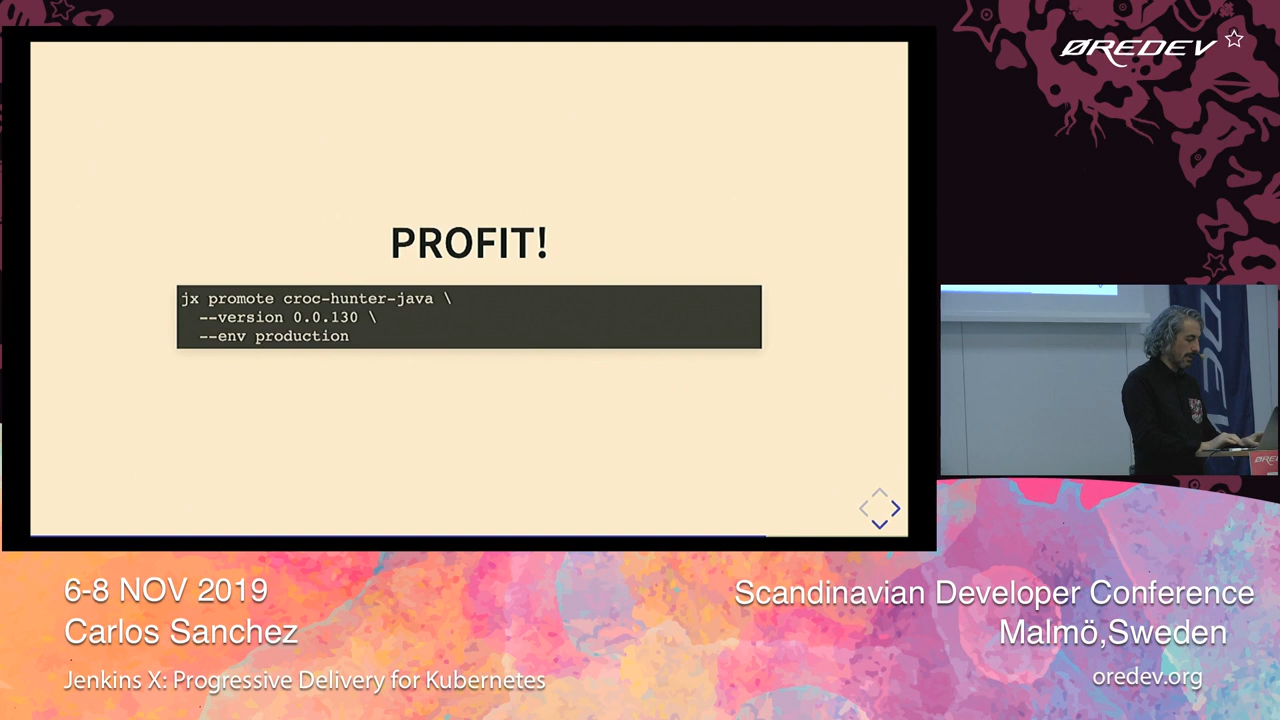 ØREDEV
PROFIT!
jx promote croc-hunter-java \
--version 0.0.130 \
--env production
6-8 NOV 2019
Carlos Sanchez
Jenkins X: Progressive Delivery for Kubernetes
Scandinavian Developer Conference
Malmö,Sweden
oredev.org